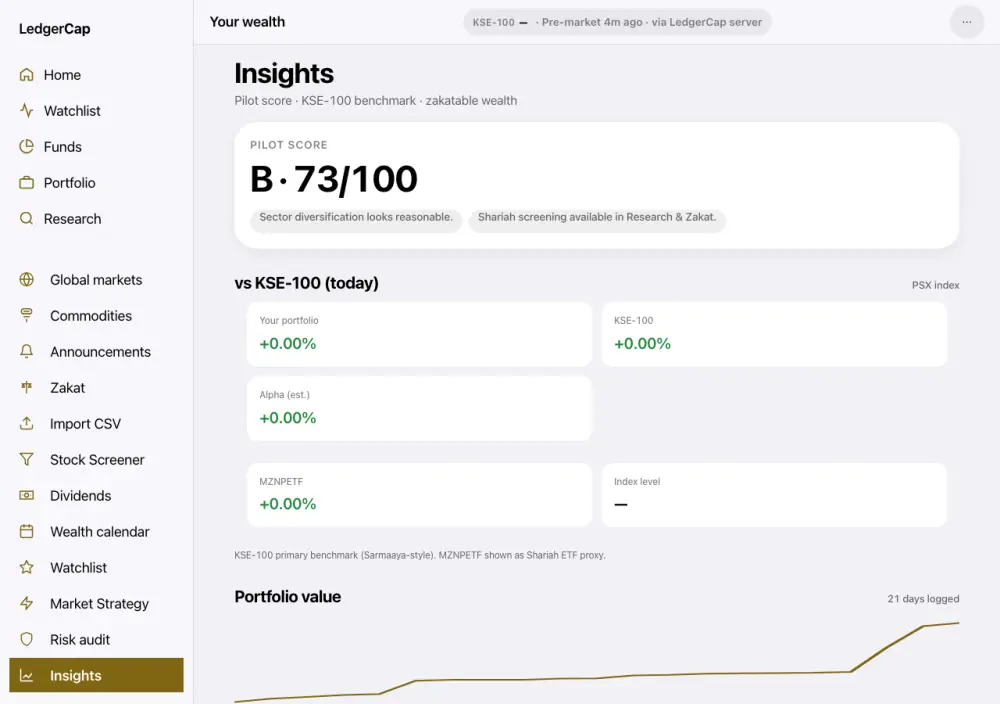 LedgerCap
Home
Watchlist
Funds
Portfolio
Research
Global markets
Commodities
Announcements
Zakat
Import CSV
Stock Screener
Dividends
Wealth calendar
Watchlist
Market Strategy
Risk audit
Insights
Your wealth
KSE-100 — · Pre-market 4m ago · via LedgerCap server
...
Insights
Pilot score · KSE-100 benchmark · zakatable wealth
PILOT SCORE
B · 73/100
Sector diversification looks reasonable.
Shariah screening available in Research & Zakat.
vs KSE-100 (today)
PSX index
Your portfolio
+0.00%
KSE-100
+0.00%
Alpha (est.)
+0.00%
MZNPETF
+0.00%
Index level
—
KSE-100 primary benchmark (Sarmaaya-style). MZNPETF shown as Shariah ETF proxy.
Portfolio value
21 days logged